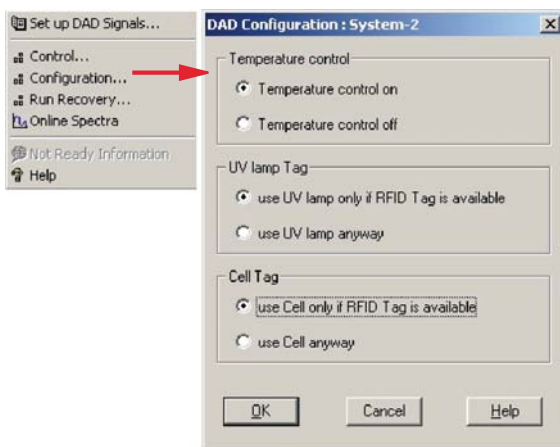 Set up DAD Signals...
Control...
Configuration...
Run Recovery...
Online Spectra
Not Ready Information
Help
DAD Configuration : System-2
Temperature control
Temperature control on
Temperature control off
UV lamp Tag
use UV lamp only if RFID Tag is available
use UV lamp anyway
Cell Tag
use Cell only if RFID Tag is available
use Cell anyway
OK
Cancel
Help